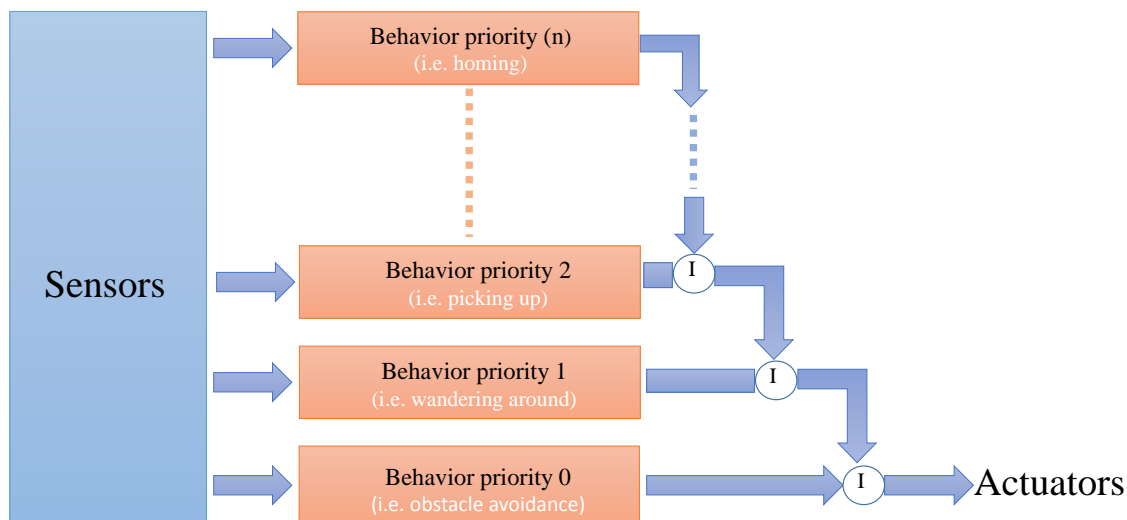 Behavior priority (n)
(i.e. homing)
Sensors
Behavior priority 2
(i.e. picking up)
I
Behavior priority 1
(i.e. wandering around)
I
Behavior priority 0
(i.e. obstacle avoidance)
I
Actuators